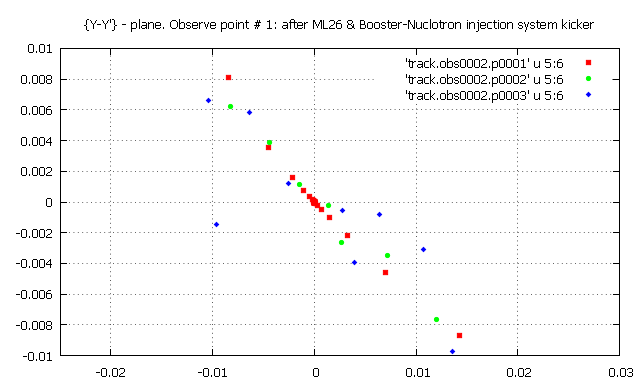 {Y-Y'} - plane. Observe point # 1: after ML26 & Booster-Nuclotron injection system kicker
'track.obs0002.p0001' u 5:6
'track.obs0002.p0002' u 5:6
'track.obs0002.p0003' u 5:6
0.01
0.008
0.006
0.004
0.002
0
-0.002
-0.004
-0.006
-0.008
-0.01
-0.02 -0.01 0 0.01 0.02 0.03